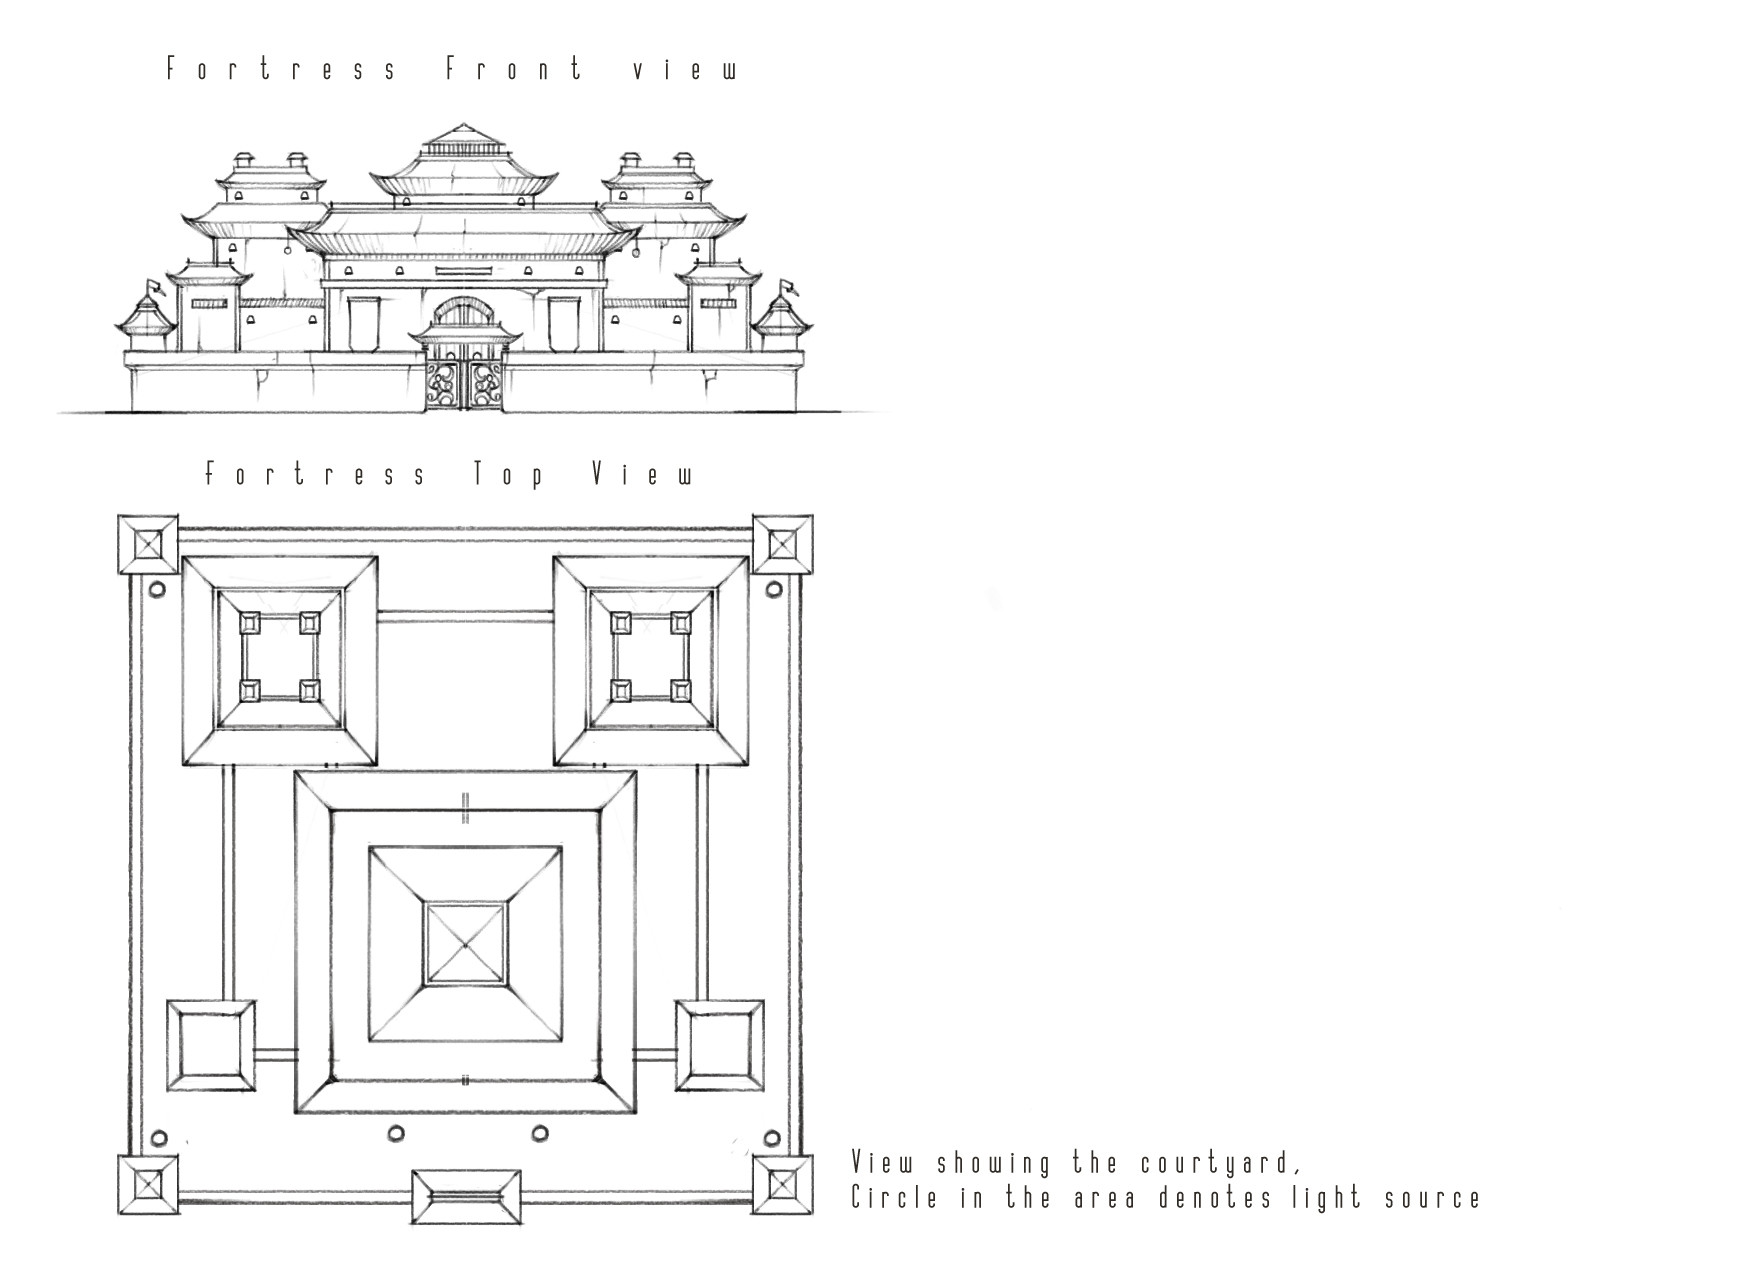 Fortress Front view
Fortress Top View
View showing the courtyard,
Circle in the area denotes light source